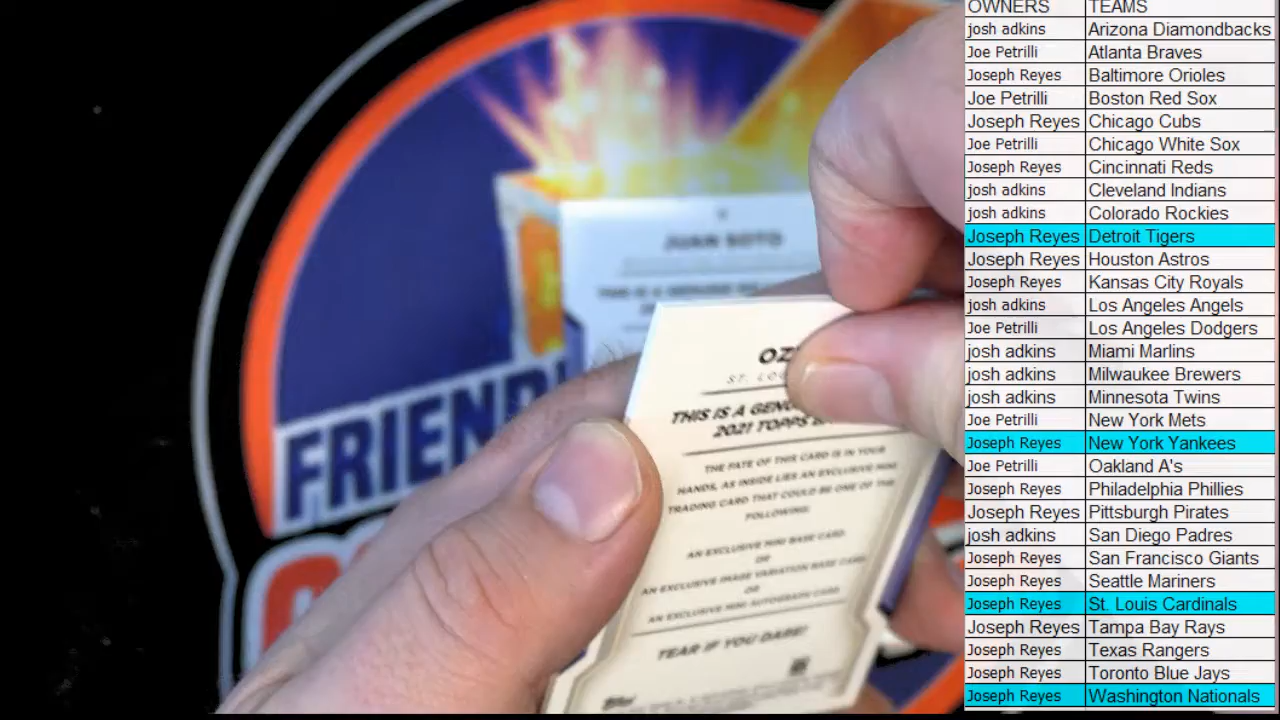 OWNERS TEAMS
josh adkins Arizona Diamondbacks
Joe Petrilli Atlanta Braves
Joseph Reyes Baltimore Orioles
Joe Petrilli Boston Red Sox
Joseph Reyes Chicago Cubs
Joe Petrilli Chicago White Sox
Joseph Reyes Cincinnati Reds
josh adkins Cleveland Indians
josh adkins Colorado Rockies
Joseph Reyes Detroit Tigers
Joseph Reyes Houston Astros
Joseph Reyes Kansas City Royals
josh adkins Los Angeles Angels
Joe Petrilli Los Angeles Dodgers
josh adkins Miami Marlins
josh adkins Milwaukee Brewers
josh adkins Minnesota Twins
Joe Petrilli New York Mets
Joseph Reyes New York Yankees
Joe Petrilli Oakland A's
Joseph Reyes Philadelphia Phillies
Joseph Reyes Pittsburgh Pirates
josh adkins San Diego Padres
Joseph Reyes San Francisco Giants
Joseph Reyes Seattle Mariners
Joseph Reyes St. Louis Cardinals
Joseph Reyes Tampa Bay Rays
Joseph Reyes Texas Rangers
Joseph Reyes Toronto Blue Jays
Joseph Reyes Washington Nationals
FRIEND
JUAN SOTO
THIS IS A GENUINE
OZ
ST. LOU
THIS IS A GENU
2021 TOPPS
THE FATE OF THIS CARD IS IN YOUR
HANDS, AS INSIDE LIES AN EXCLUSIVE MINI
TRADING CARD THAT COULD BE ONE OF THE
FOLLOWING:
AN EXCLUSIVE MINI BASE CARD
OR
AN EXCLUSIVE IMAGE VARIATION BASE CARD
OR
AN EXCLUSIVE MINI AUTOGRAPH CARD
TEAR IF YOU DARE!
Topps